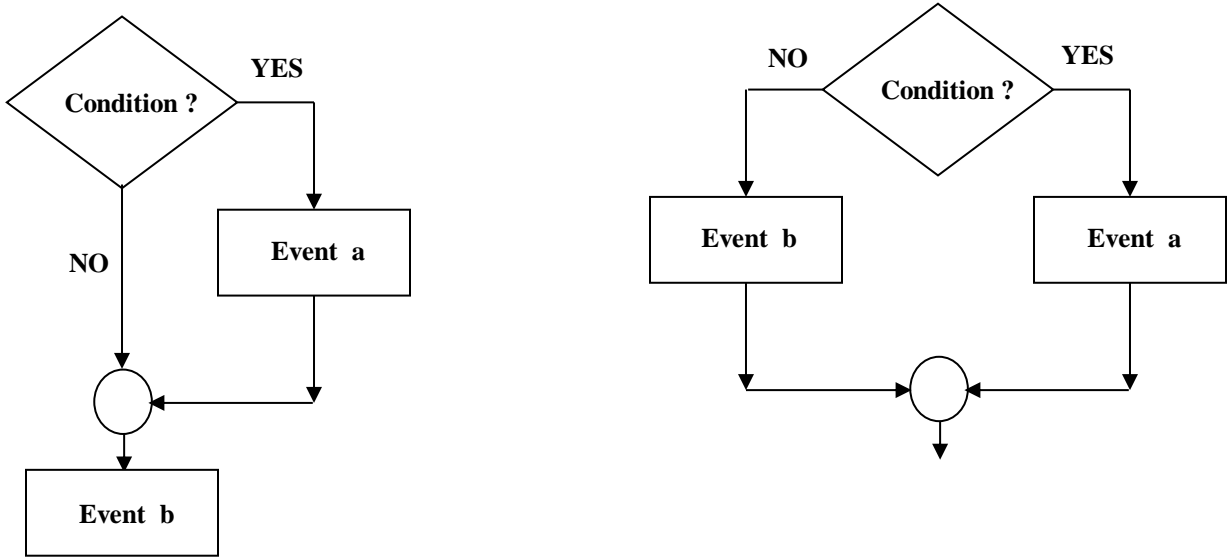 YES
Condition ?
Event a
NO
Event b
NO
YES
Condition ?
Event b
Event a